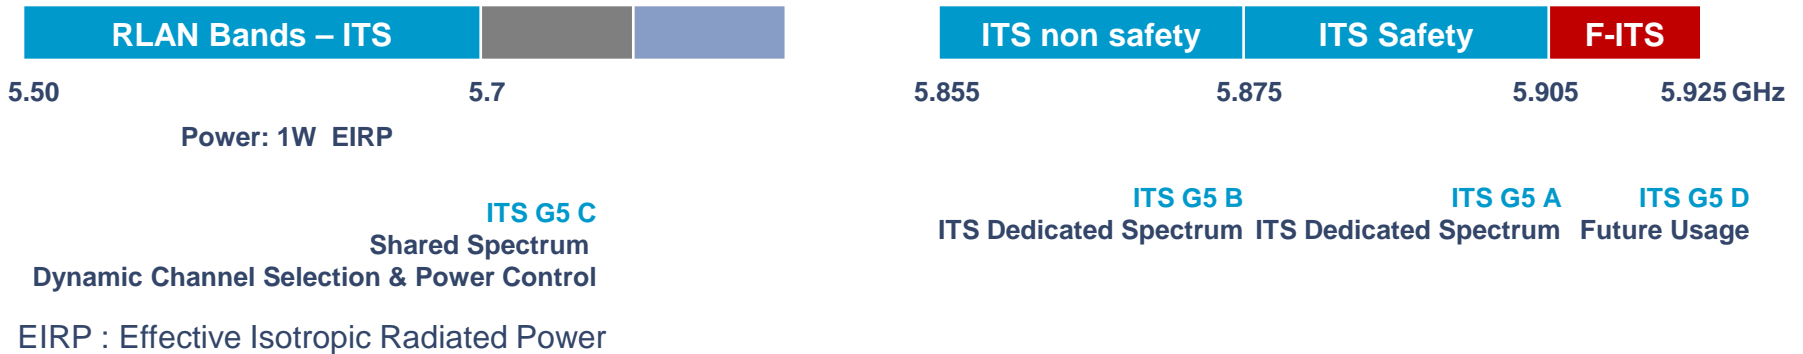 RLAN Bands – ITS
ITS non safety
ITS Safety
F-ITS
5.50
5.7
5.855
5.875
5.905
5.925 GHz
Power: 1W EIRP
ITS G5 C
Shared Spectrum
Dynamic Channel Selection & Power Control
ITS G5 B
ITS Dedicated Spectrum
ITS G5 A
ITS Dedicated Spectrum
ITS G5 D
Future Usage
EIRP : Effective Isotropic Radiated Power